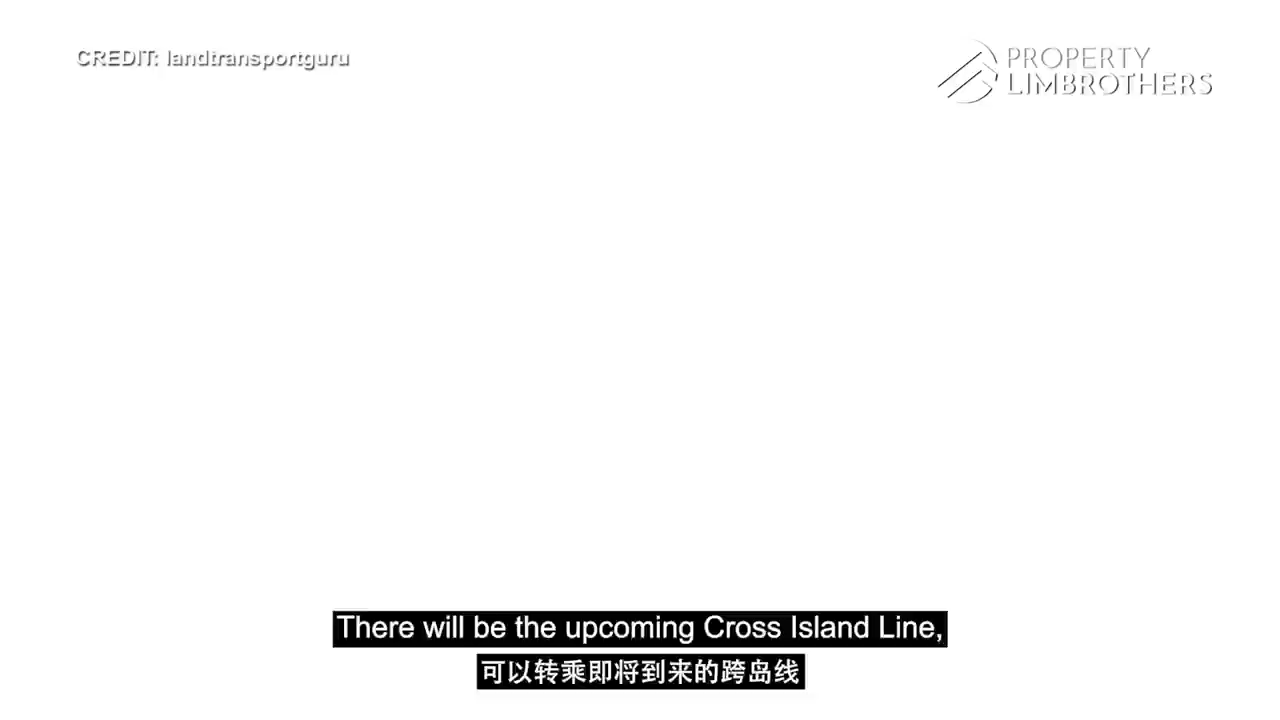 CREDIT: landtransportguru
PROPERTY
LIMBROTHERS
There will be the upcoming Cross Island Line,
可以转乘即将到来的跨岛线